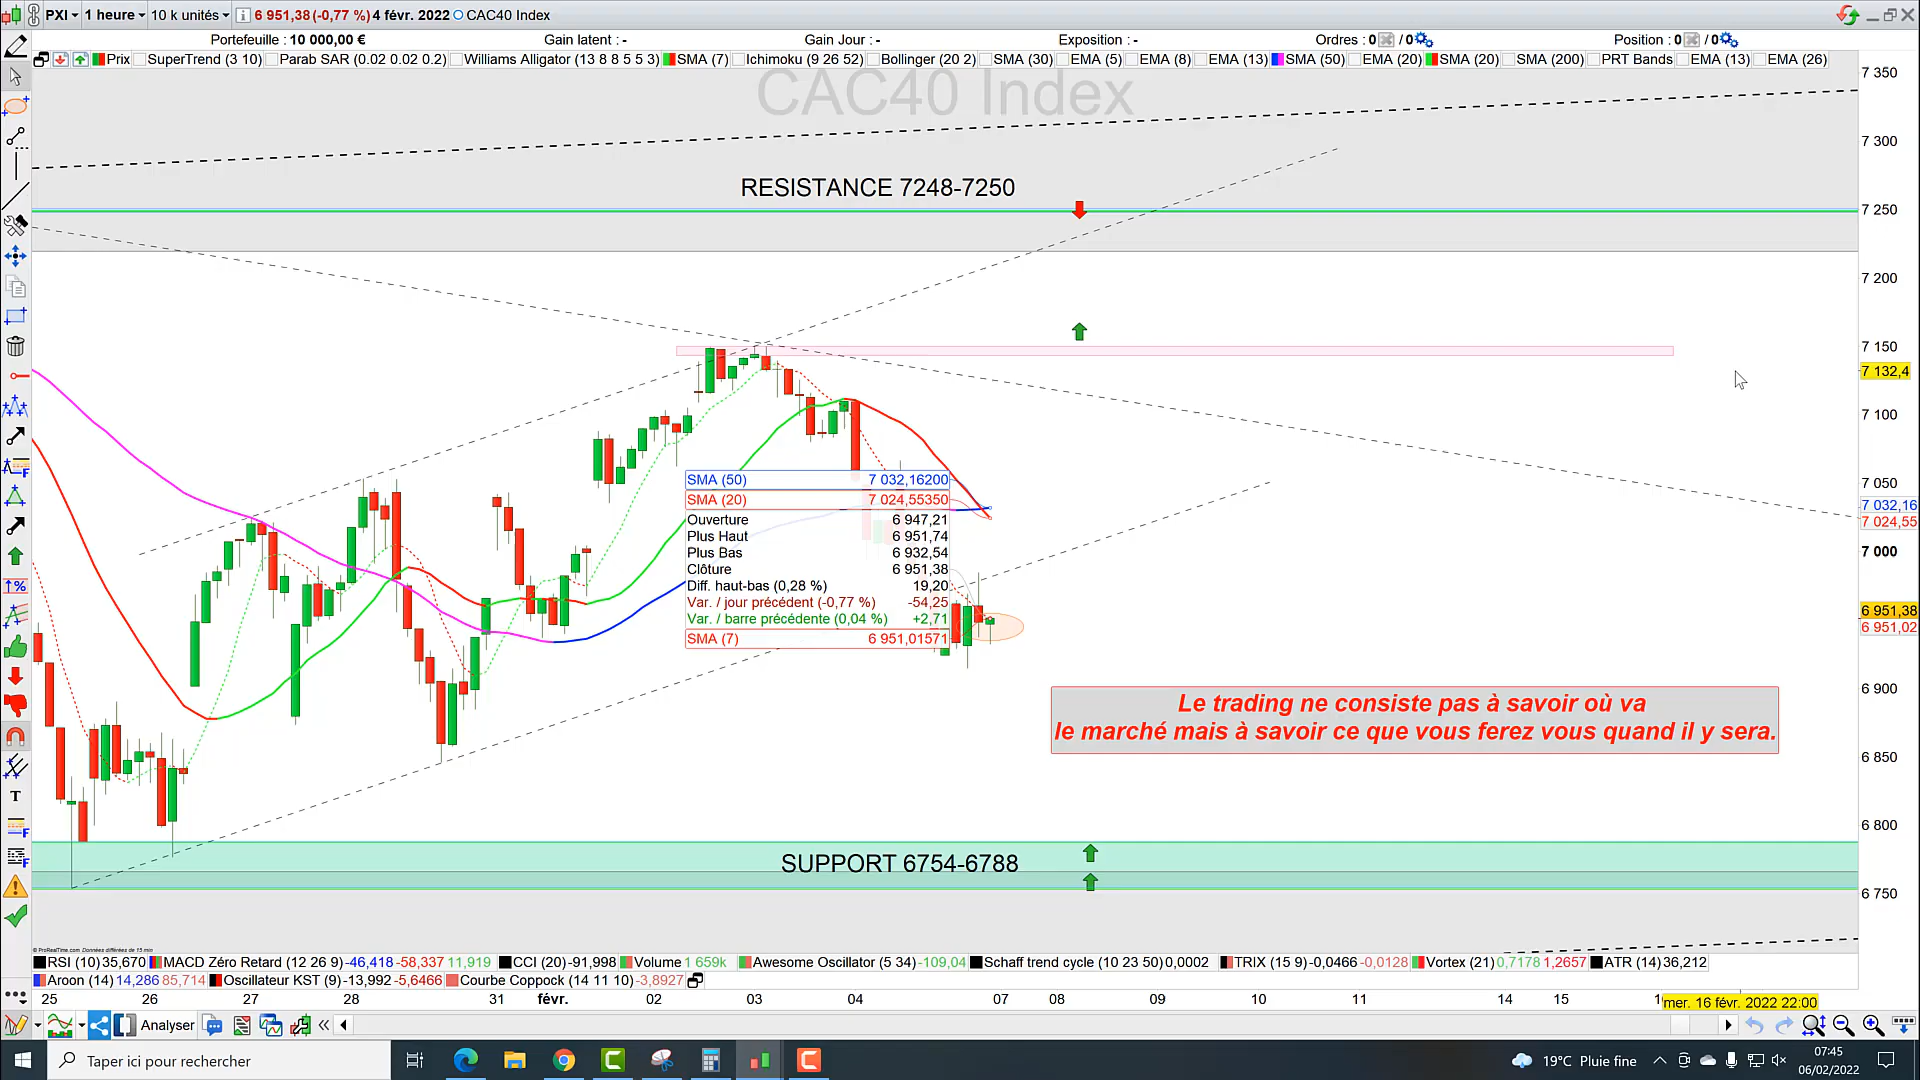 PXI 1 heure 10 k unités 6 951,38 (-0,77 %) 4 févr. 2022 CAC40 Index
Portefeuille : 10 000,00 € Gain latent : - Gain Jour : - Exposition : - Ordres : 0 / 0 Position : 0 / 0
Prix SuperTrend (3 10) Parab SAR (0.02 0.02 0.2) Williams Alligator (13 8 8 5 5 3) SMA (7) Ichimoku (9 26 52) Bollinger (20 2) SMA (30) EMA (5) EMA (8) EMA (13) SMA (50) EMA (20) SMA (20) SMA (200) PRT Bands EMA (13) EMA (26)
CAC40 Index
7 350
7 300
RESISTANCE 7248-7250
7 250
7 200
7 150
7 132,4
7 100
7 050
SMA (50) 7 032,16200
SMA (20) 7 024,55350
Ouverture 6 947,21
Plus Haut 6 951,74
Plus Bas 6 932,54
Clôture 6 951,38
Diff. haut-bas (0,28 %) 19,20
Var. / jour précédent (-0,77 %) -54,25
Var. / barre précédente (0,04 %) +2,71
SMA (7) 6 951,01571
7 032,16
7 024,55
7 000
6 951,38
6 951,02
6 900
Le trading ne consiste pas à savoir où va
le marché mais à savoir ce que vous ferez vous quand il y sera.
6 850
6 800
SUPPORT 6754-6788
6 750
© ProRealTime.com Données différées de 15 min
RSI (10) 35,670 MACD Zéro Retard (12 26 9) -46,418 -58,337 11,919 CCI (20) -91,998 Volume 1 659k Awesome Oscillator (5 34) -109,04 Schaff trend cycle (10 23 50) 0,0002 TRIX (15 9) -0,0466 -0,0128 Vortex (21) 0,7178 1,2657 ATR (14) 36,212
Aroon (14) 14,286 85,714 Oscillateur KST (9) -13,992 -5,6466 Courbe Coppock (14 11 10) -3,8927
25 26 27 28 31 févr. 02 03 04 07 08 09 10 11 14 15 mer. 16 févr. 2022 22:00
Analyser
Taper ici pour rechercher
19°C Pluie fine
07:45
06/02/2022